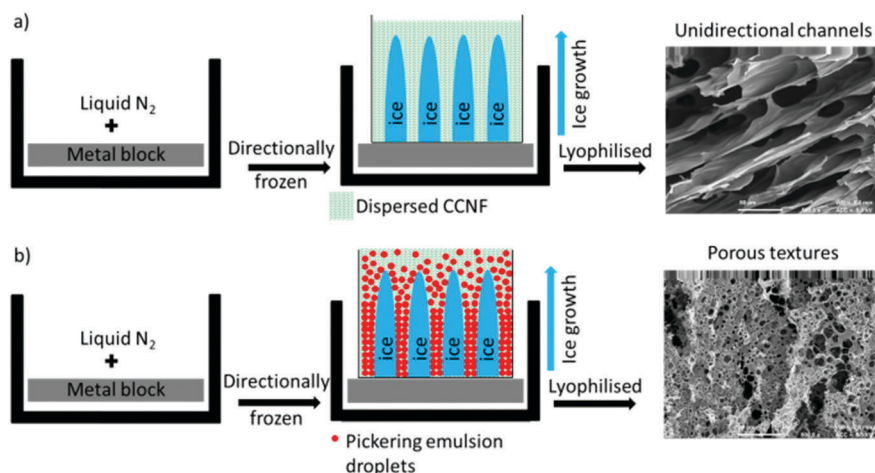 a)
Liquid N2
+
Metal block
Directionally
frozen
ice
ice
ice
ice
Dispersed CCNF
Ice growth
Lyophilised
Unidirectional channels
b)
Liquid N2
+
Metal block
Directionally
frozen
ice
ice
ice
ice
Pickering emulsion
droplets
Ice growth
Lyophilised
Porous textures